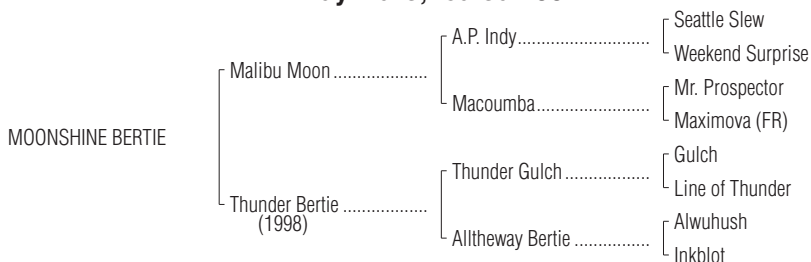 Seattle Slew
A.P. Indy
Weekend Surprise
Malibu Moon
Mr. Prospector
Macoumba
Maximova (FR)
MOONSHINE BERTIE
Gulch
Thunder Gulch
Line of Thunder
Thunder Bertie
(1998)
Alwuhush
Alltheway Bertie
Inkblot